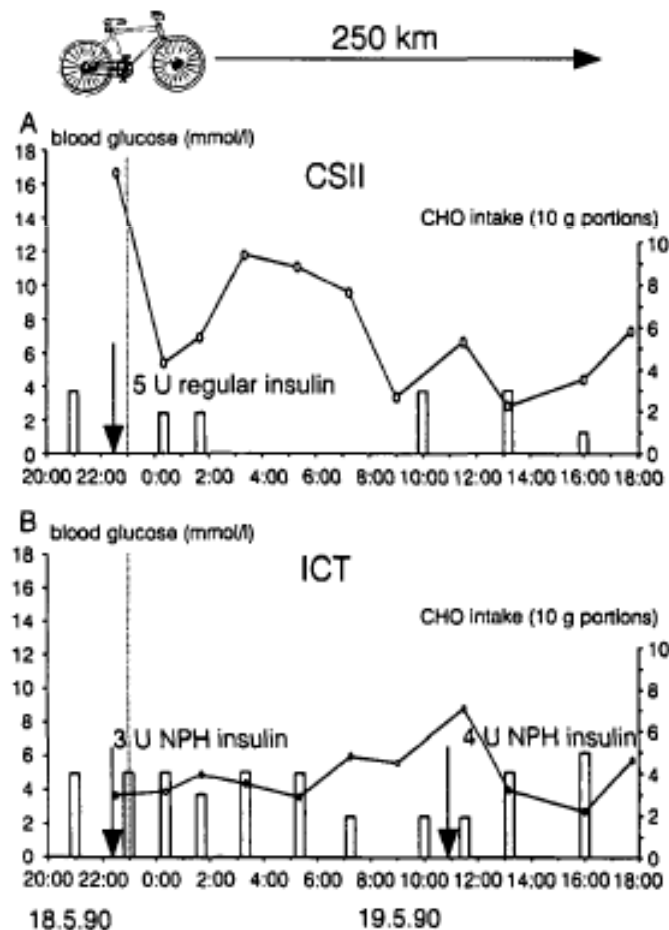 250 km
A
blood glucose (mmol/l)
CSII
CHO intake (10 g portions)
18
16
14
12
10
8
6
4
2
0
10
8
6
4
2
0
5 U regular insulin
20:00 22:00 0:00 2:00 4:00 6:00 8:00 10:00 12:00 14:00 16:00 18:00
B
blood glucose (mmol/l)
ICT
CHO intake (10 g portions)
18
16
14
12
10
8
6
4
2
0
10
8
6
4
2
0
3 U NPH insulin
4 U NPH insulin
20:00 22:00 0:00 2:00 4:00 6:00 8:00 10:00 12:00 14:00 16:00 18:00
18.5.90 19.5.90